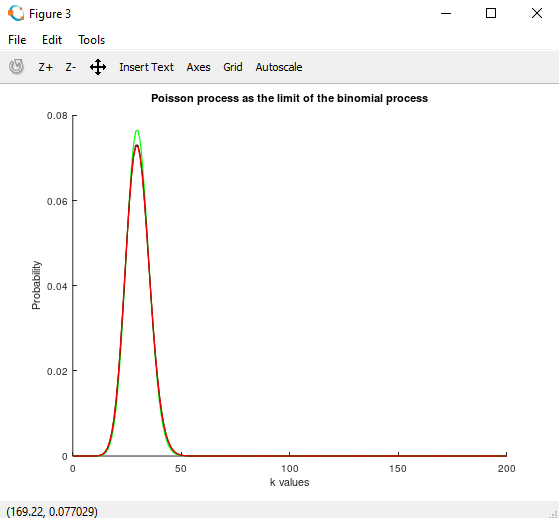 Figure 3
File Edit Tools
Z+ Z- Insert Text Axes Grid Autoscale
Poisson process as the limit of the binomial process
0.08
0.06
0.04
0.02
0
Probability
0 50 100 150 200
k values
(169.22, 0.077029)